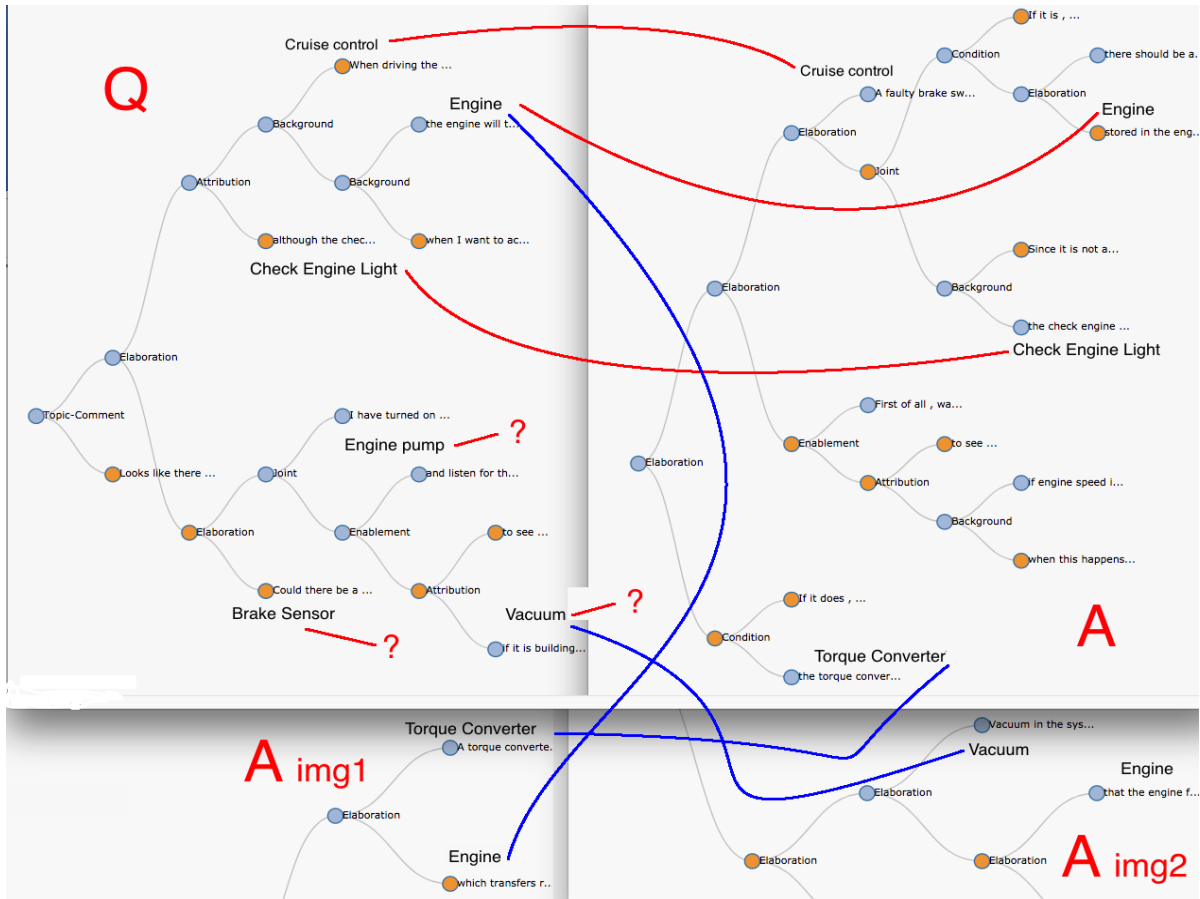 Cruise control
When driving the ...
Q
Engine
Background
the engine will t...
Attribution
Background
although the chec...
when I want to ac...
Check Engine Light
Elaboration
Topic-Comment
I have turned on ...
Engine pump
?
Looks like there ...
Joint
and listen for th...
Elaboration
Enablement
to see ...
Could there be a ...
Attribution
Brake Sensor
?
Vacuum
?
if it is building...
If it is , ...
Condition
there should be a.
Cruise control
A faulty brake sw...
Elaboration
Engine
Elaboration
stored in the eng..
Joint
Since it is not a...
Elaboration
Background
the check engine ...
Check Engine Light
First of all , wa...
Enablement
to see ...
Elaboration
Attribution
if engine speed i...
Background
when this happens...
If it does , ...
Condition
A
Torque Converter
the torque conver...
Torque Converter
A img1
A torque converte.
Elaboration
Engine
which transfers r..
Vacuum in the sys...
Vacuum
Engine
Elaboration
that the engine f...
Elaboration
Elaboration
A img2